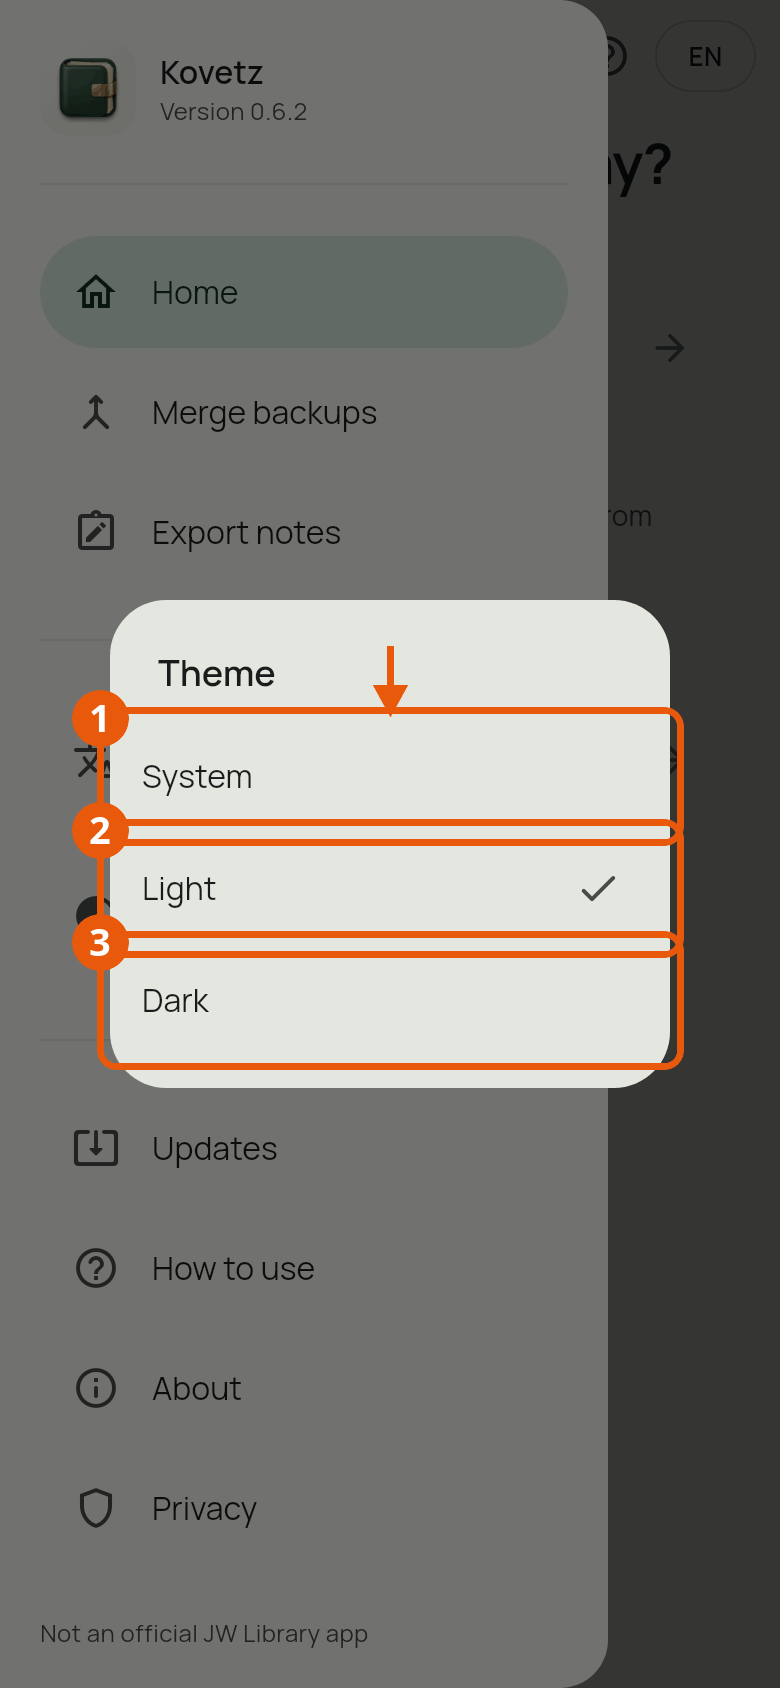 Kovetz
Version 0.6.2
EN
Home
Merge backups
Export notes
Theme
1
System
2
Light
3
Dark
Updates
How to use
About
Privacy
Not an official JW Library app